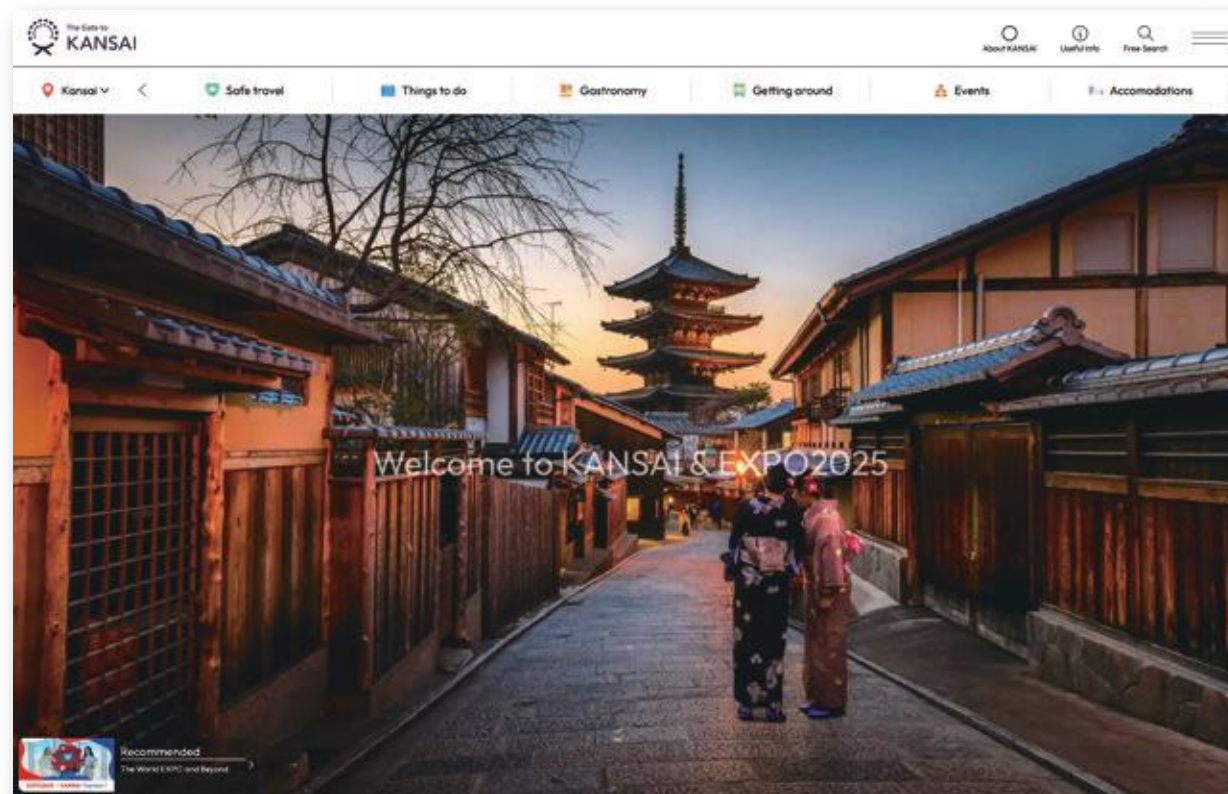 The Gate to
KANSAI
About KANSAI
Useful info
Free Search
Kansai
Safe travel
Things to do
Gastronomy
Getting around
Events
Accomodations
Welcome to KANSAI & EXPO2025
Recommended
The World EXPO and Beyond